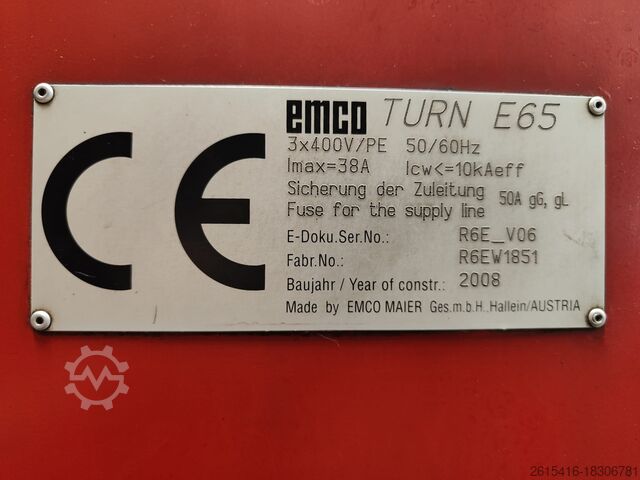 CE
emco TURN E65
3x400V/PE 50/60Hz
Imax=38A Icw<=10kAeff
Sicherung der Zuleitung 50A gG, gL
Fuse for the supply line
E-Doku.Ser.No.: R6E_V06
Fabr.No.: R6EW1851
Baujahr / Year of constr.: 2008
Made by EMCO MAIER Ges.m.b.H. Hallein/AUSTRIA
2615416-18306781